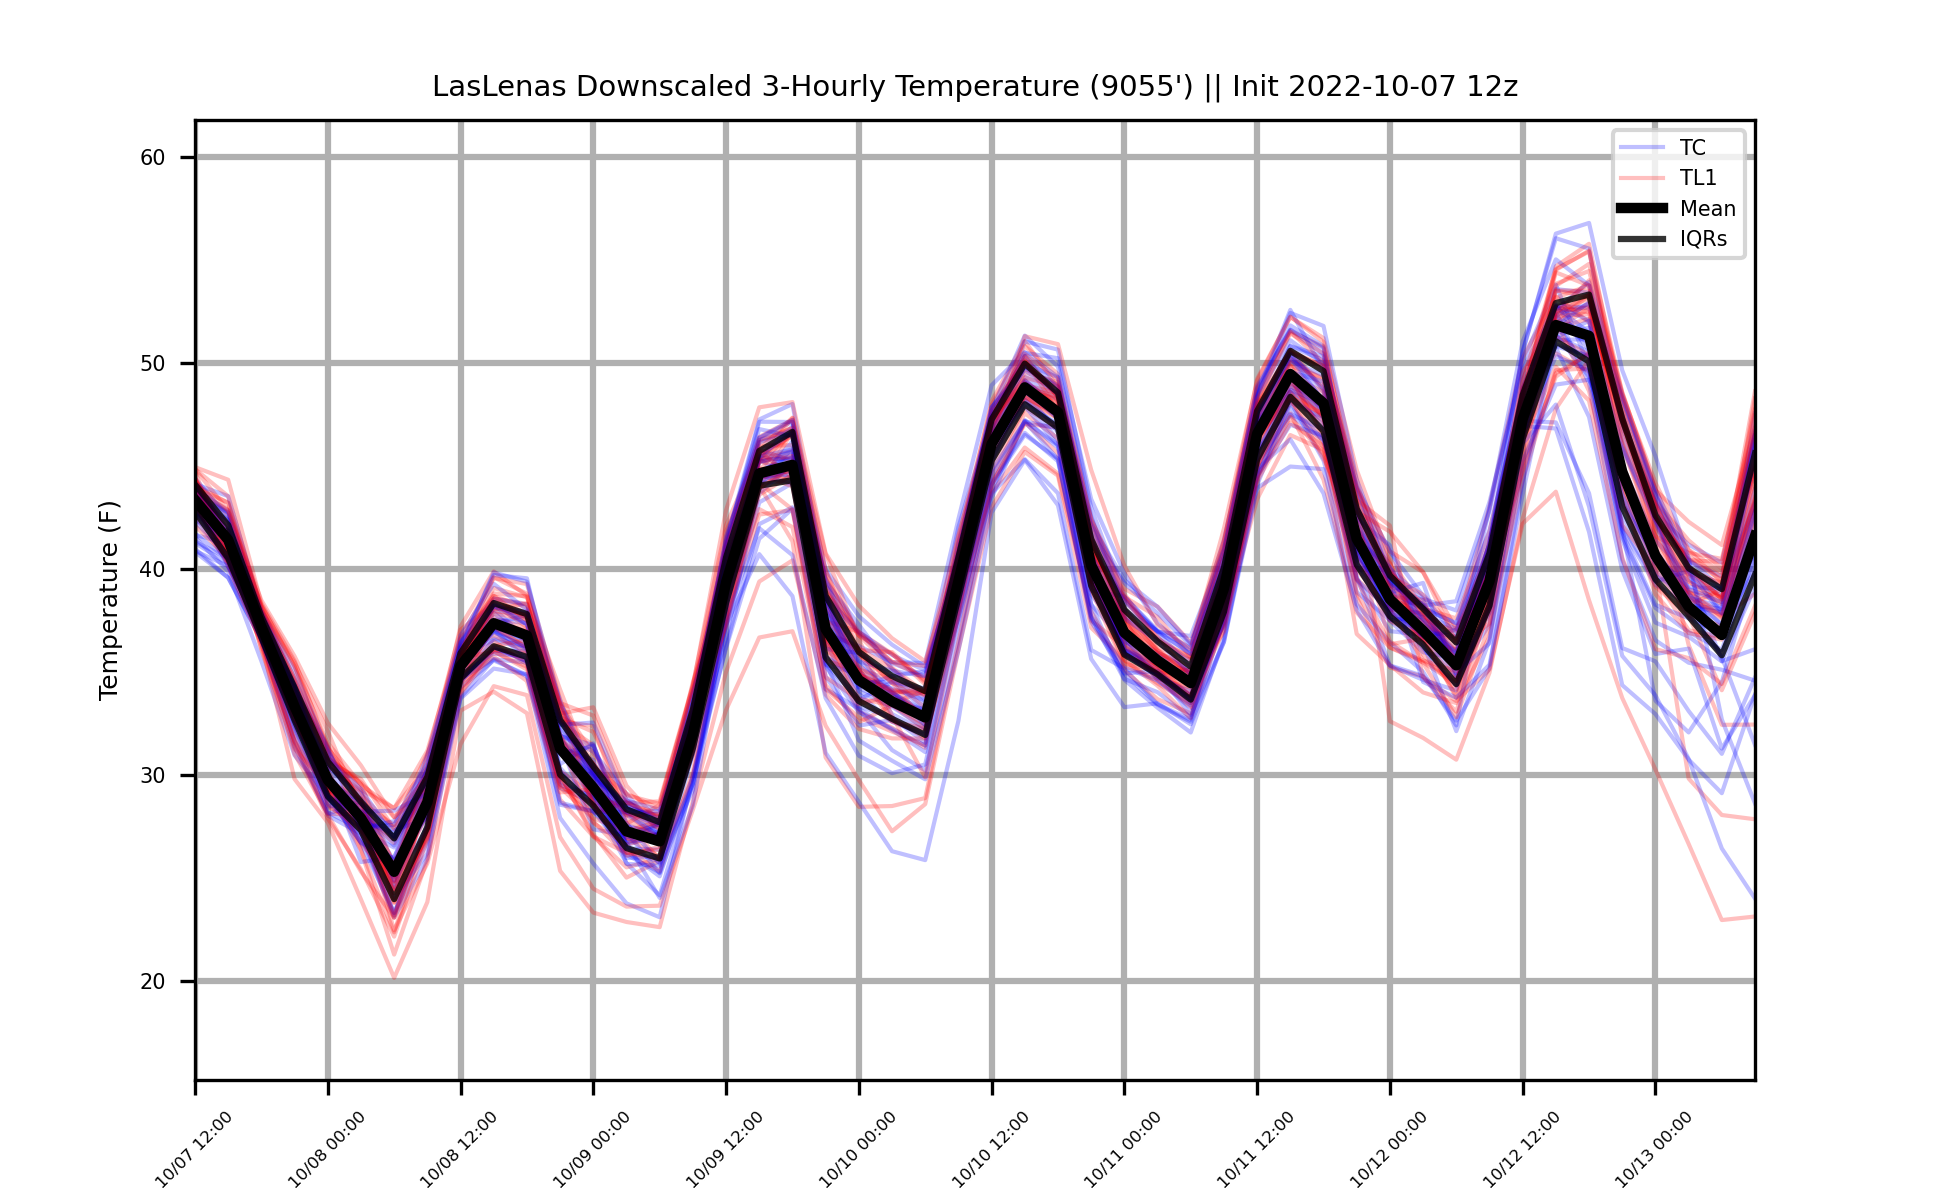 LasLenas Downscaled 3-Hourly Temperature (9055') || Init 2022-10-07 12z
TC
TL1
Mean
IQRs
Temperature (F)
60
50
40
30
20
10/07 12:00
10/08 00:00
10/08 12:00
10/09 00:00
10/09 12:00
10/10 00:00
10/10 12:00
10/11 00:00
10/11 12:00
10/12 00:00
10/12 12:00
10/13 00:00